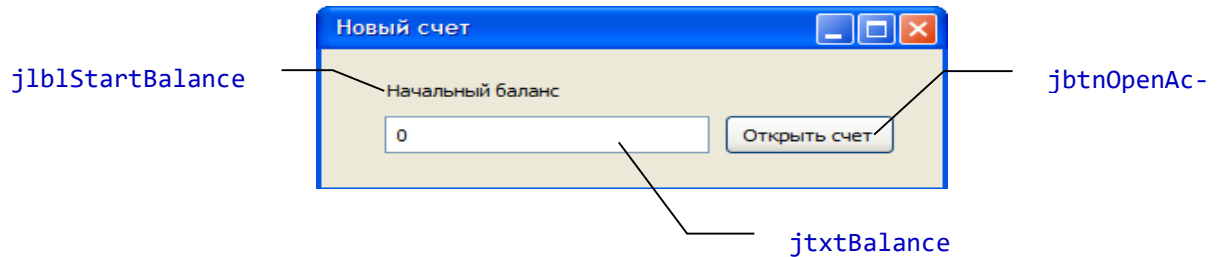 Новый счет
jlblStartBalance
jbtnOpenAc-
Начальный баланс
0
Открыть счет
jtxtBalance